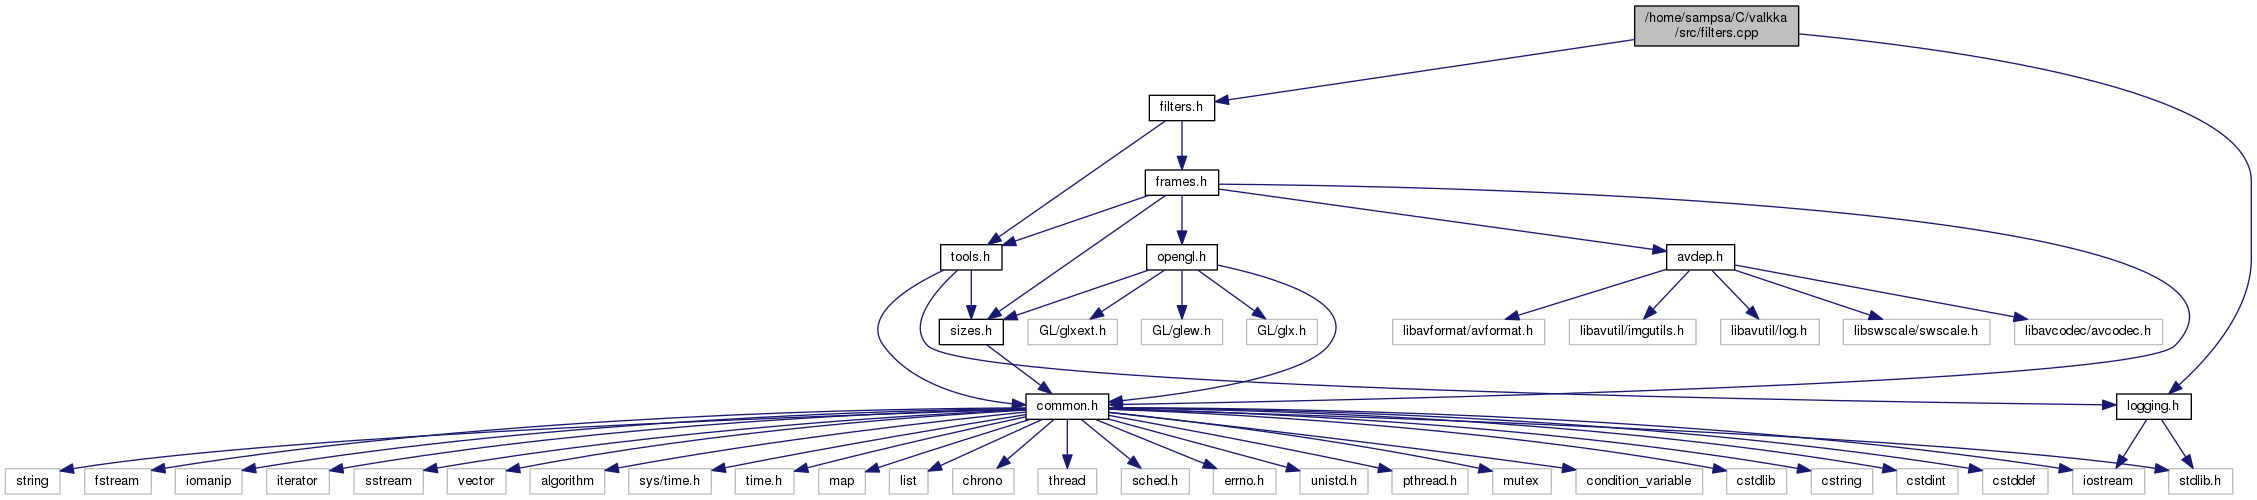 /home/sampsa/C/valkka
/src/filters.cpp
filters.h
frames.h
tools.h
opengl.h
avdep.h
sizes.h
GL/glxext.h
GL/glew.h
GL/glx.h
libavformat/avformat.h
libavutil/imgutils.h
libavutil/log.h
libswscale/swscale.h
libavcodec/avcodec.h
common.h
logging.h
string
fstream
iomanip
iterator
sstream
vector
algorithm
sys/time.h
time.h
map
list
chrono
thread
sched.h
errno.h
unistd.h
pthread.h
mutex
condition_variable
cstdlib
cstring
cstdint
cstddef
iostream
stdlib.h